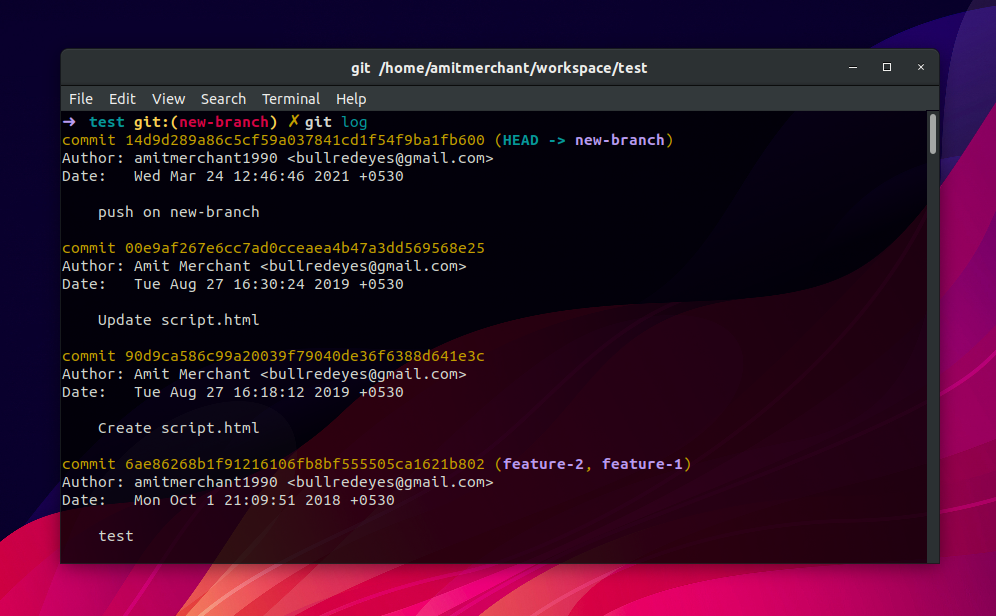 git /home/amitmerchant/workspace/test
File Edit View Search Terminal Help
➜ test git:(new-branch) ✗ git log
commit 14d9d289a86c5cf59a037841cd1f54f9ba1fb600 (HEAD -> new-branch)
Author: amitmerchant1990 <bullredeyes@gmail.com>
Date: Wed Mar 24 12:46:46 2021 +0530
push on new-branch
commit 00e9af267e6cc7ad0cceaea4b47a3dd569568e25
Author: Amit Merchant <bullredeyes@gmail.com>
Date: Tue Aug 27 16:30:24 2019 +0530
Update script.html
commit 90d9ca586c99a20039f79040de36f6388d641e3c
Author: Amit Merchant <bullredeyes@gmail.com>
Date: Tue Aug 27 16:18:12 2019 +0530
Create script.html
commit 6ae86268b1f91216106fb8bf555505ca1621b802 (feature-2, feature-1)
Author: amitmerchant1990 <bullredeyes@gmail.com>
Date: Mon Oct 1 21:09:51 2018 +0530
test